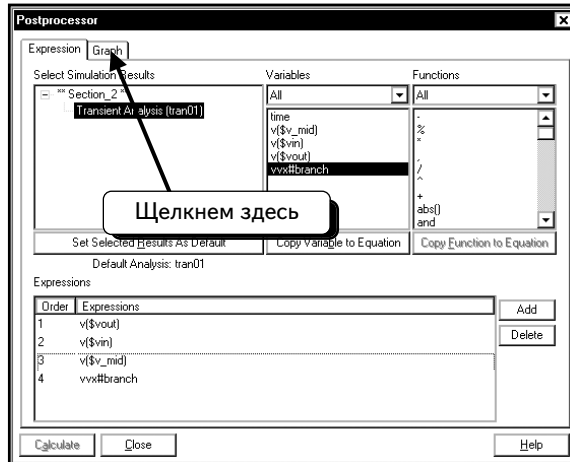 Postprocessor
Expression Graph
Select Simulation Results Variables Functions
** Section_2 * All All
Transient Analysis (tran01)
time
v($v_mid)
v($vin)
v($vout)
vvx#branch
-
%
*
,
/
^
+
abs()
and
Щелкнем здесь
Set Selected Results As Default Copy Variable to Equation Copy Function to Equation
Default Analysis: tran01
Expressions
Order Expressions Add
1 v($vout)
2 v($vin) Delete
3 v($v_mid)
4 vvx#branch
Calculate Close Help